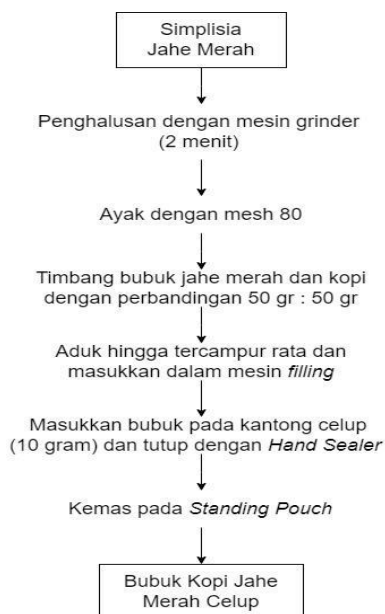 Simplisia
Jahe Merah
Penghalusan dengan mesin grinder
(2 menit)
Ayak dengan mesh 80
Timbang bubuk jahe merah dan kopi
dengan perbandingan 50 gr : 50 gr
Aduk hingga tercampur rata dan
masukkan dalam mesin filling
Masukkan bubuk pada kantong celup
(10 gram) dan tutup dengan Hand Sealer
Kemas pada Standing Pouch
Bubuk Kopi Jahe
Merah Celup